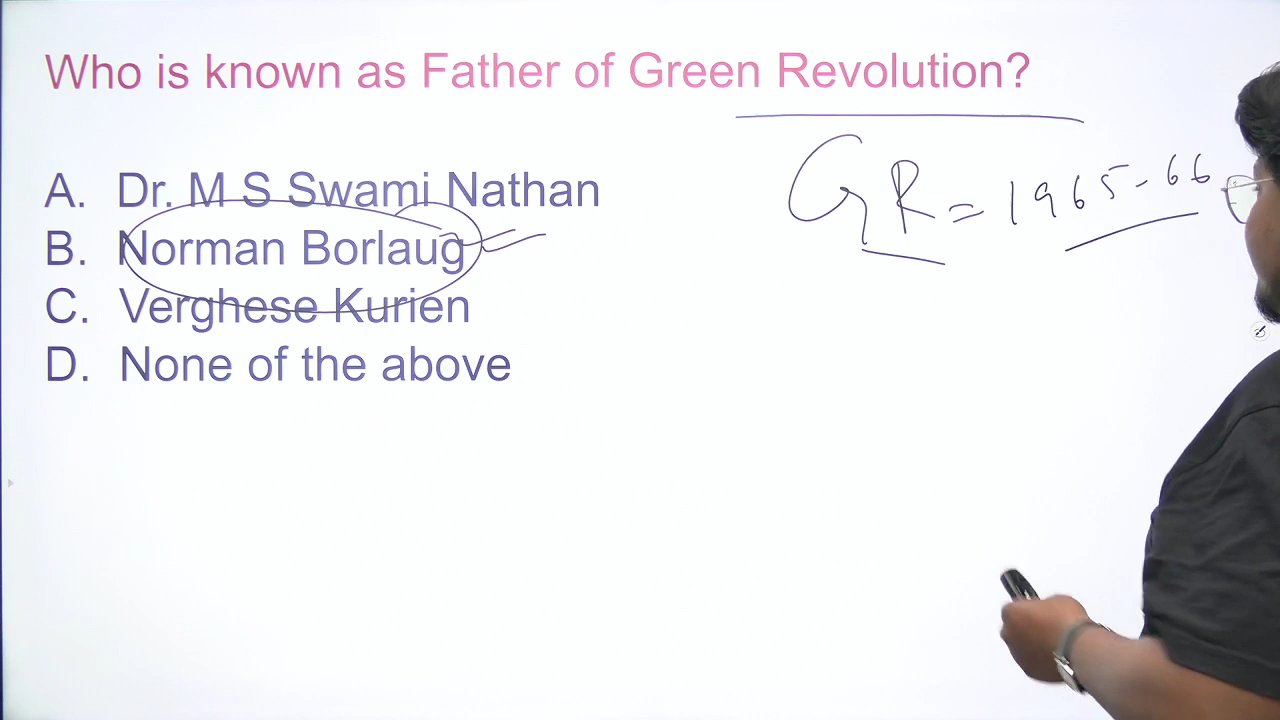 Who is known as Father of Green Revolution?
GR = 1965-66
A. Dr. M S Swami Nathan
B. Norman Borlaug
C. Verghese Kurien
D. None of the above